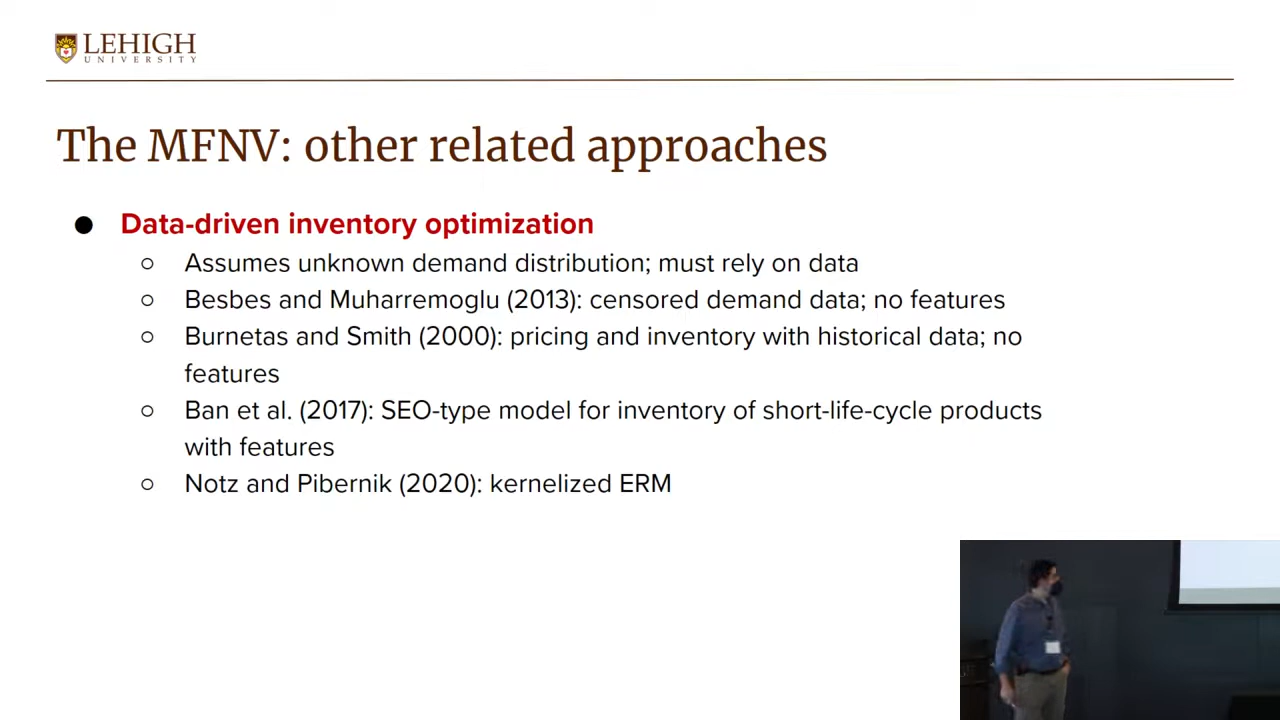 LEHIGH
UNIVERSITY
The MFNV: other related approaches
● Data-driven inventory optimization
○ Assumes unknown demand distribution; must rely on data
○ Besbes and Muharremoglu (2013): censored demand data; no features
○ Burnetas and Smith (2000): pricing and inventory with historical data; no
features
○ Ban et al. (2017): SEO-type model for inventory of short-life-cycle products
with features
○ Notz and Pibernik (2020): kernelized ERM